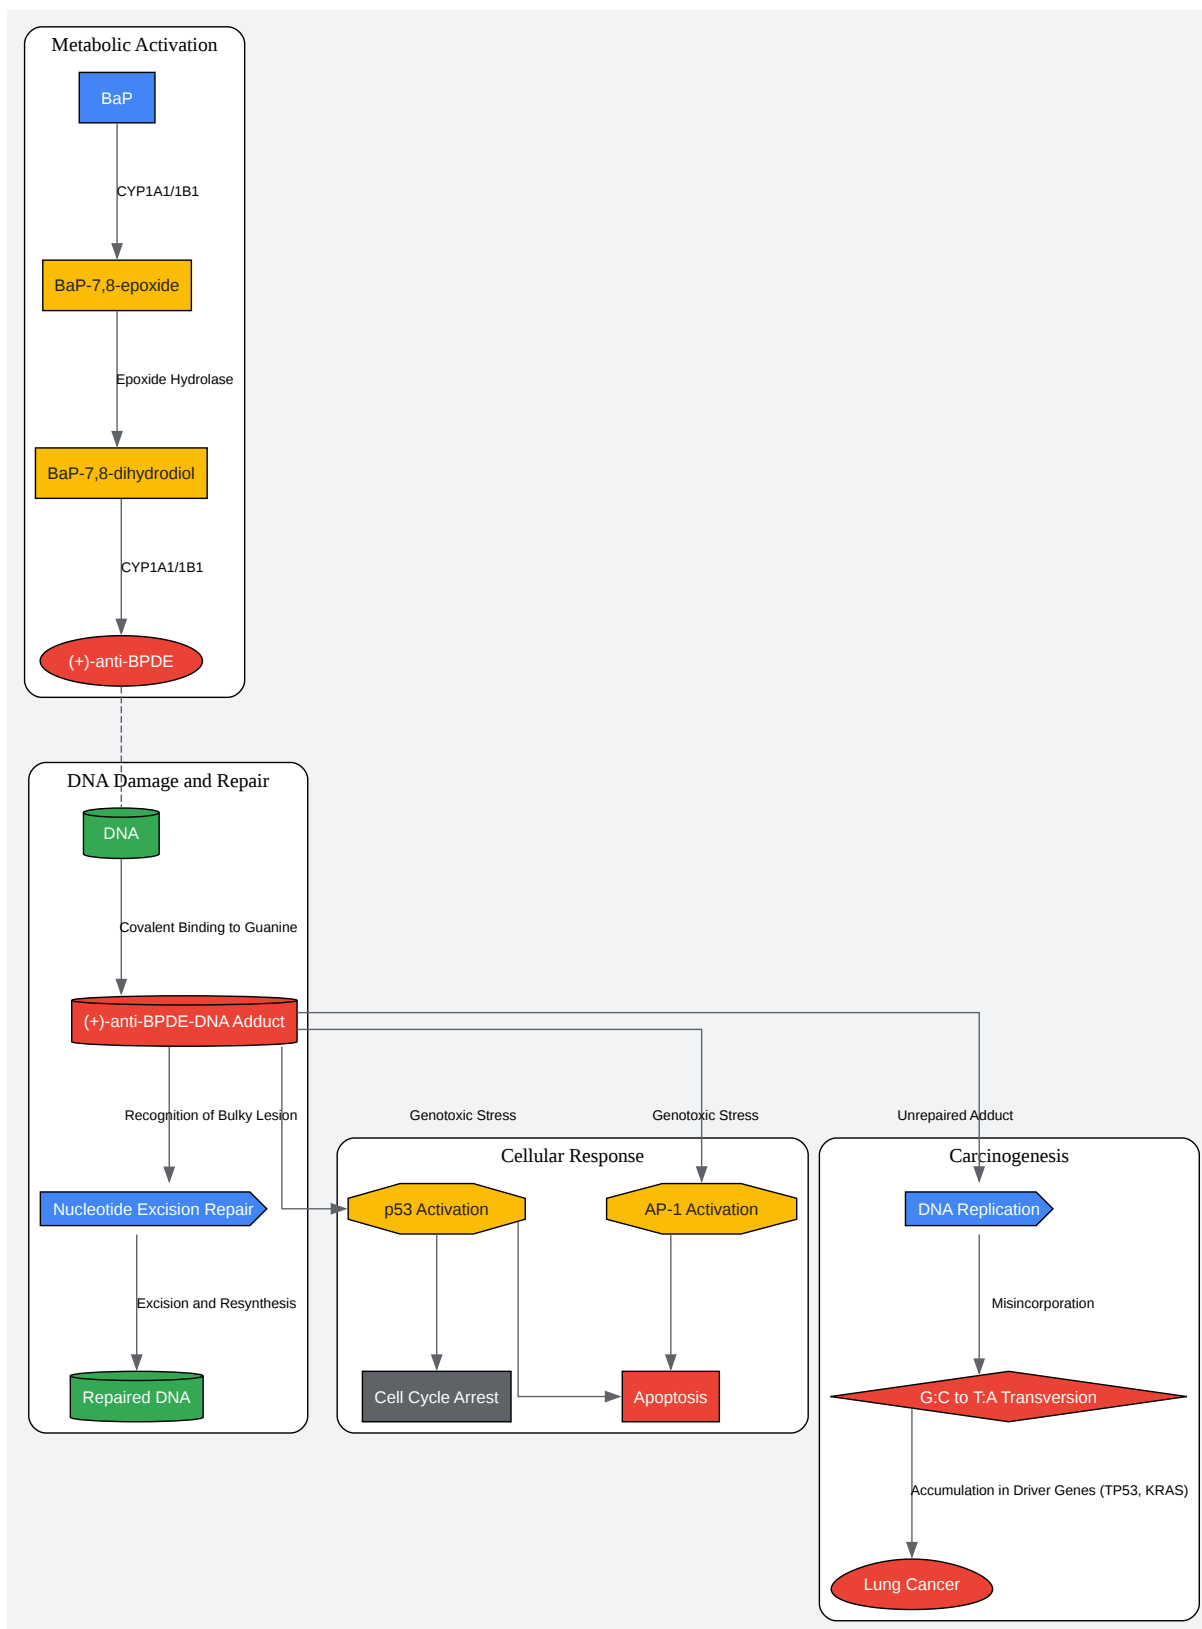 Metabolic Activation
BaP
CYP1A1/1B1
BaP-7,8-epoxide
Epoxide Hydrolase
BaP-7,8-dihydrodiol
CYP1A1/1B1
(+)-anti-BPDE
DNA Damage and Repair
DNA
Covalent Binding to Guanine
(+)-anti-BPDE-DNA Adduct
Recognition of Bulky Lesion
Genotoxic Stress
Genotoxic Stress
Unrepaired Adduct
Cellular Response
Carcinogenesis
Nucleotide Excision Repair
p53 Activation
AP-1 Activation
DNA Replication
Excision and Resynthesis
Misincorporation
Repaired DNA
Cell Cycle Arrest
Apoptosis
G:C to T:A Transversion
Accumulation in Driver Genes (TP53, KRAS)
Lung Cancer